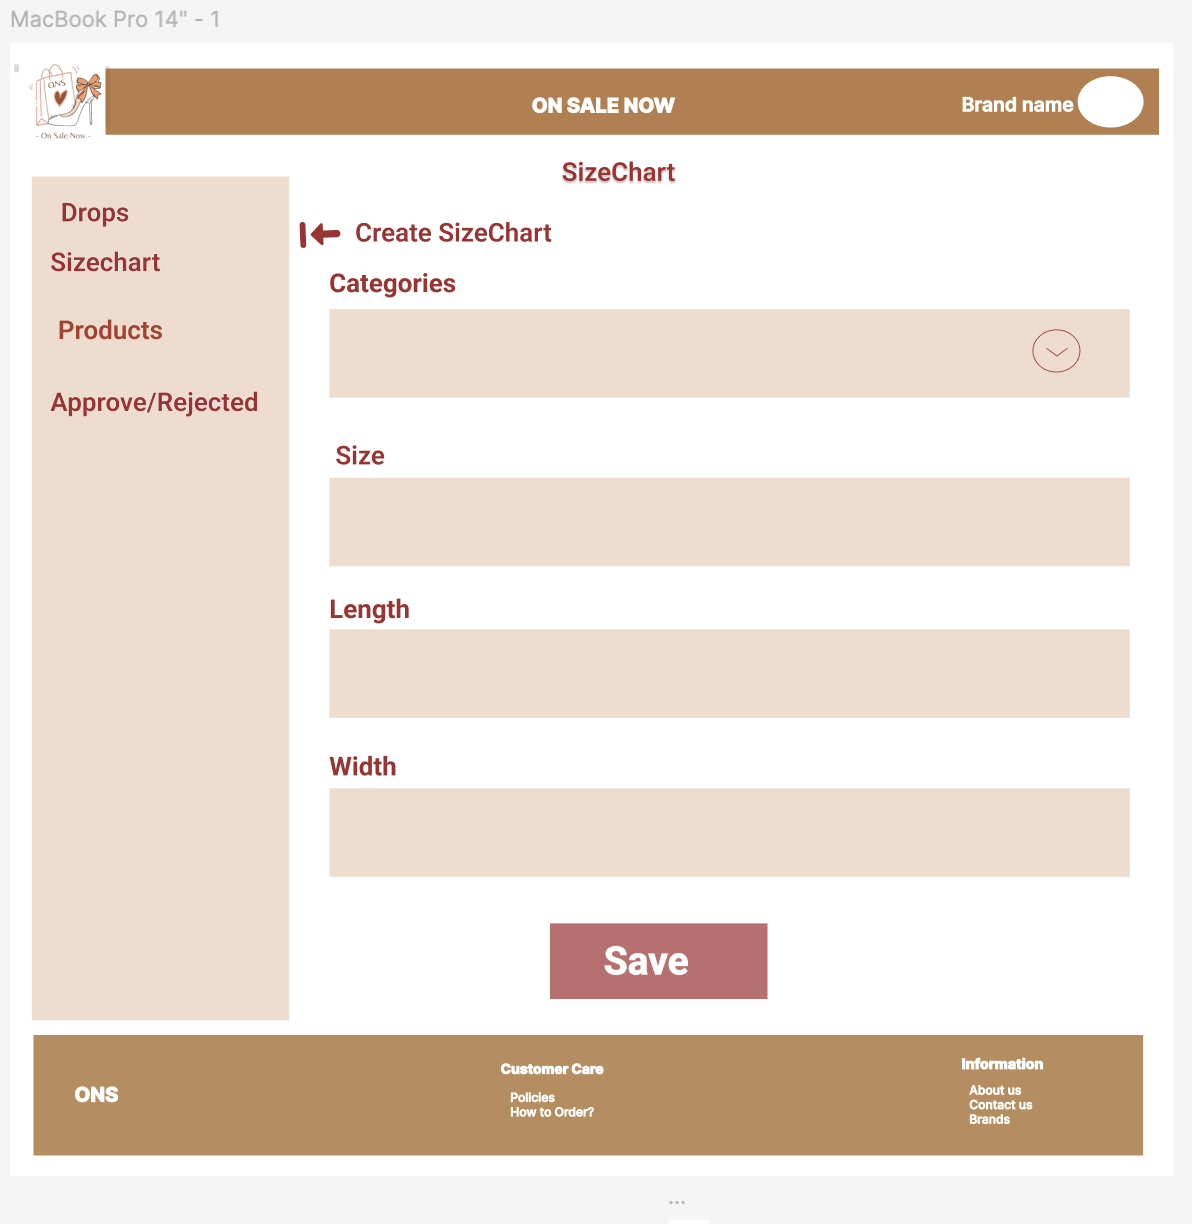 MacBook Pro 14" - 1
ONS
- On Sale Now -
ON SALE NOW
Brand name
SizeChart
Drops
Sizechart
Products
Approve/Rejected
Create SizeChart
Categories
Size
Length
Width
Save
ONS
Customer Care
Policies
How to Order?
Information
About us
Contact us
Brands
...